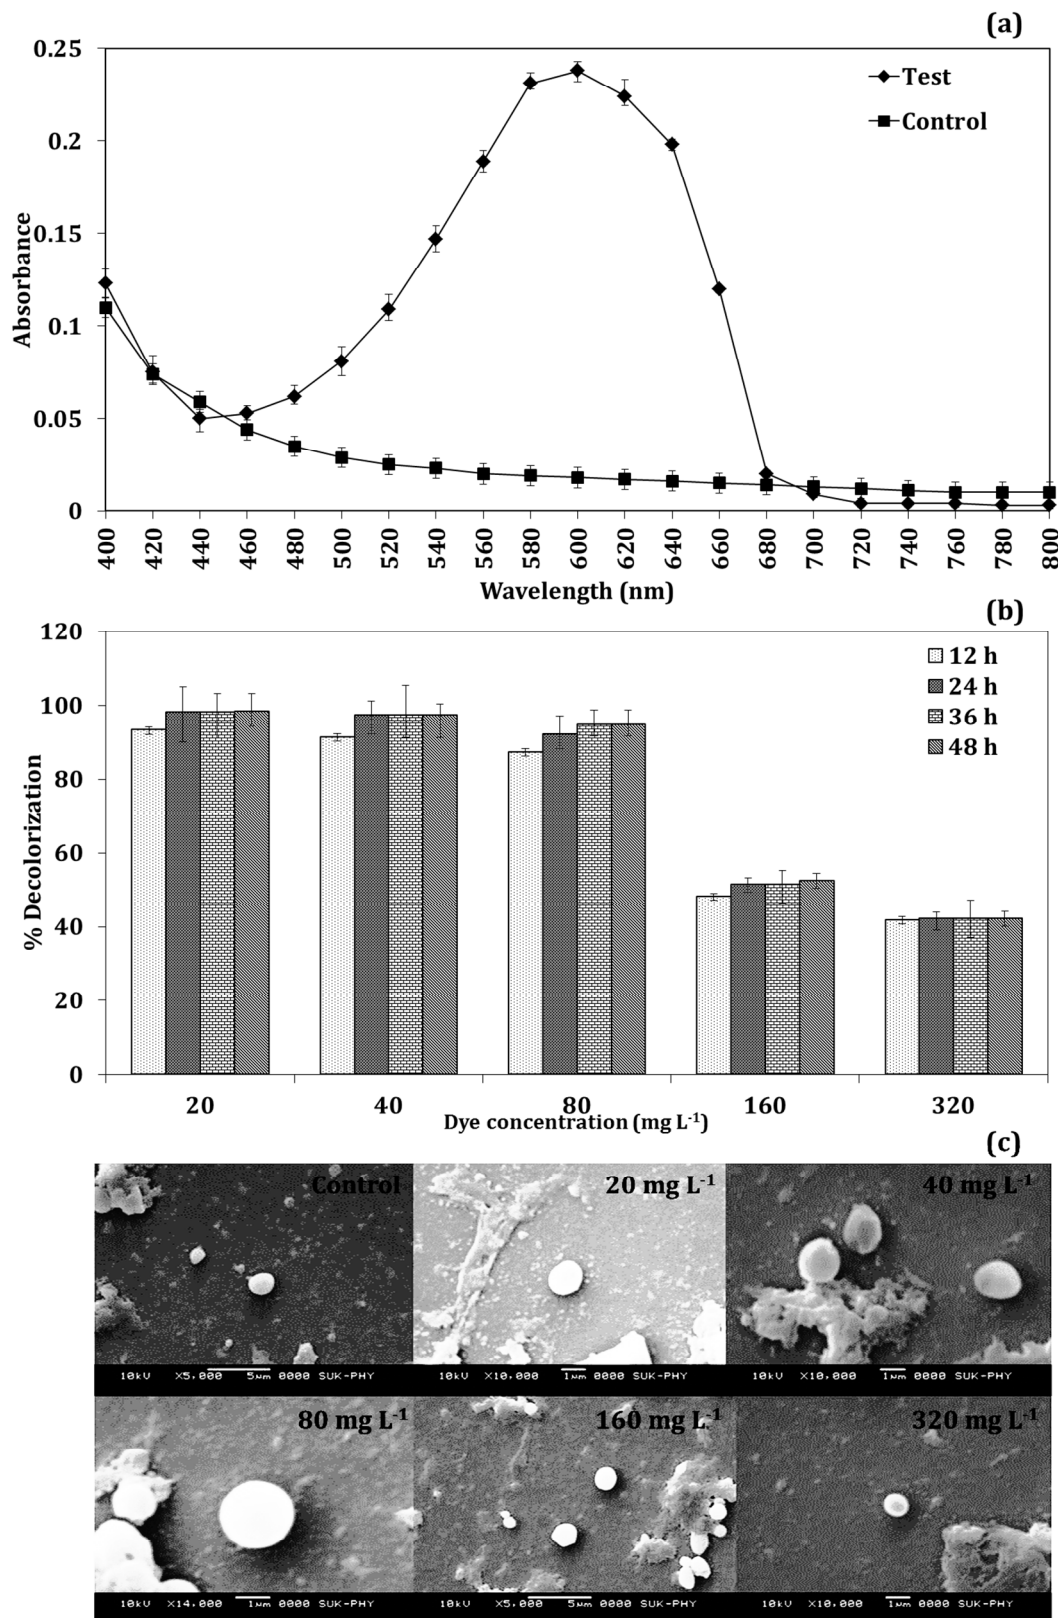 (a)
0.25
0.2
0.15
0.1
0.05
0
Absorbance
Test
Control
400 420 440 460 480 500 520 540 560 580 600 620 640 660 680 700 720 740 760 780 800
Wavelength (nm)
(b)
120
100
80
60
40
20
0
% Decolorization
12 h
24 h
36 h
48 h
20 40 80 160 320
Dye concentration (mg L⁻¹)
(c)
Control 20 mg L⁻¹ 40 mg L⁻¹
10kV X5,000 5µm 0000 SUK-PHY 10kV X10,000 1µm 0000 SUK-PHY 10kV X10,000 1µm 0000 SUK-PHY
80 mg L⁻¹ 160 mg L⁻¹ 320 mg L⁻¹
10kV X14,000 1µm 0000 SUK-PHY 10kV X5,000 5µm 0000 SUK-PHY 10kV X10,000 1µm 0000 SUK-PHY